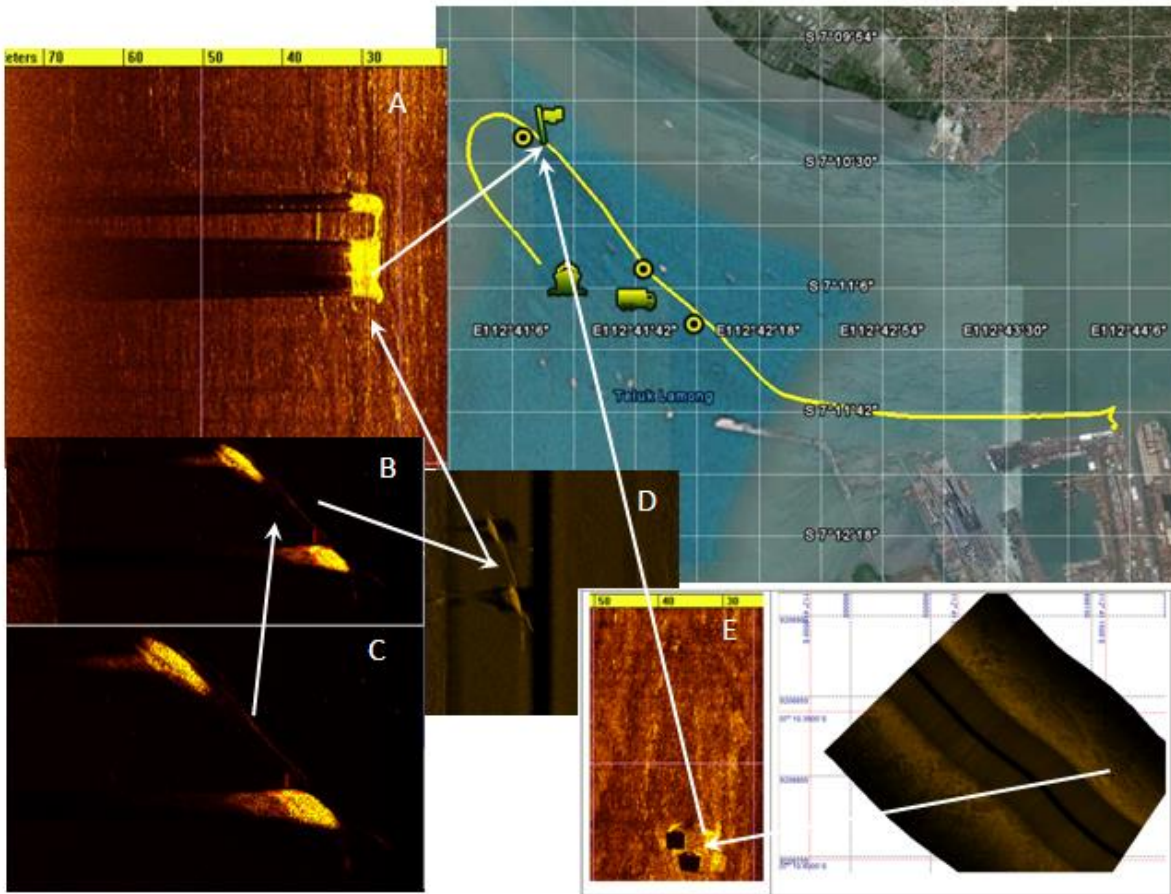 eters 70 50 40 30
A
S 7°09'54"
S 7°10'30"
S 7°11'6"
E112°41'6" E112°41'42" E112°42'18" E112°42'54" E112°43'30" E112°44'6"
Teluk Lamong
S 7°11'42"
S 7°12'18"
B
D
C
50 40 30
E